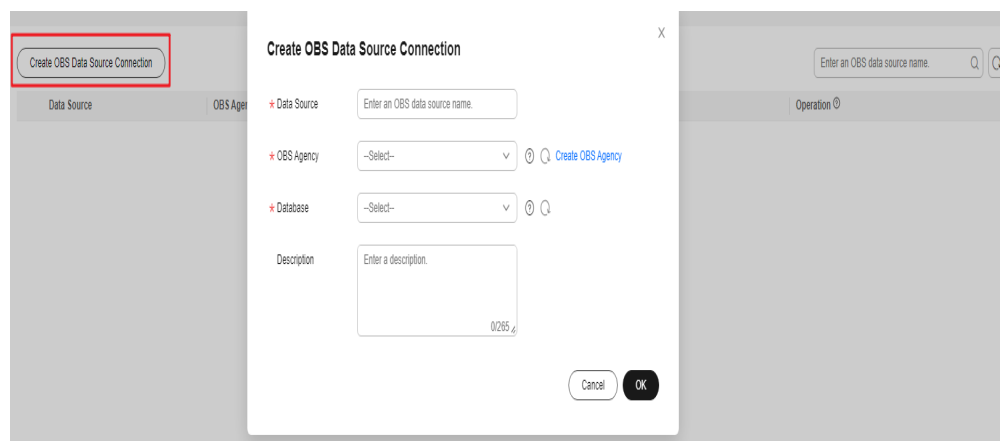 Create OBS Data Source Connection
X
Create OBS Data Source Connection
Enter an OBS data source name.
Data Source
OBS Agen
Operation
* Data Source
Enter an OBS data source name.
* OBS Agency
--Select--
Create OBS Agency
* Database
--Select--
Description
Enter a description.
0/265
Cancel
OK